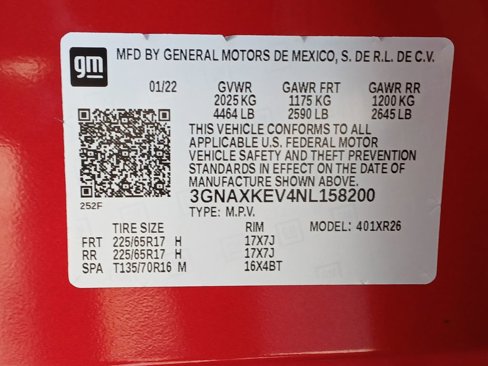 gm
MFD BY GENERAL MOTORS DE MEXICO, S. DE R.L. DE C.V.
01/22 GVWR GAWR FRT GAWR RR
2025 KG 1175 KG 1200 KG
4464 LB 2590 LB 2645 LB
THIS VEHICLE CONFORMS TO ALL
APPLICABLE U.S. FEDERAL MOTOR
VEHICLE SAFETY AND THEFT PREVENTION
STANDARDS IN EFFECT ON THE DATE OF
MANUFACTURE SHOWN ABOVE.
3GNAXKEV4NL158200
252F
TYPE: M.P.V.
TIRE SIZE RIM MODEL: 401XR26
FRT 225/65R17 H 17X7J
RR 225/65R17 H 17X7J
SPA T135/70R16 M 16X4BT